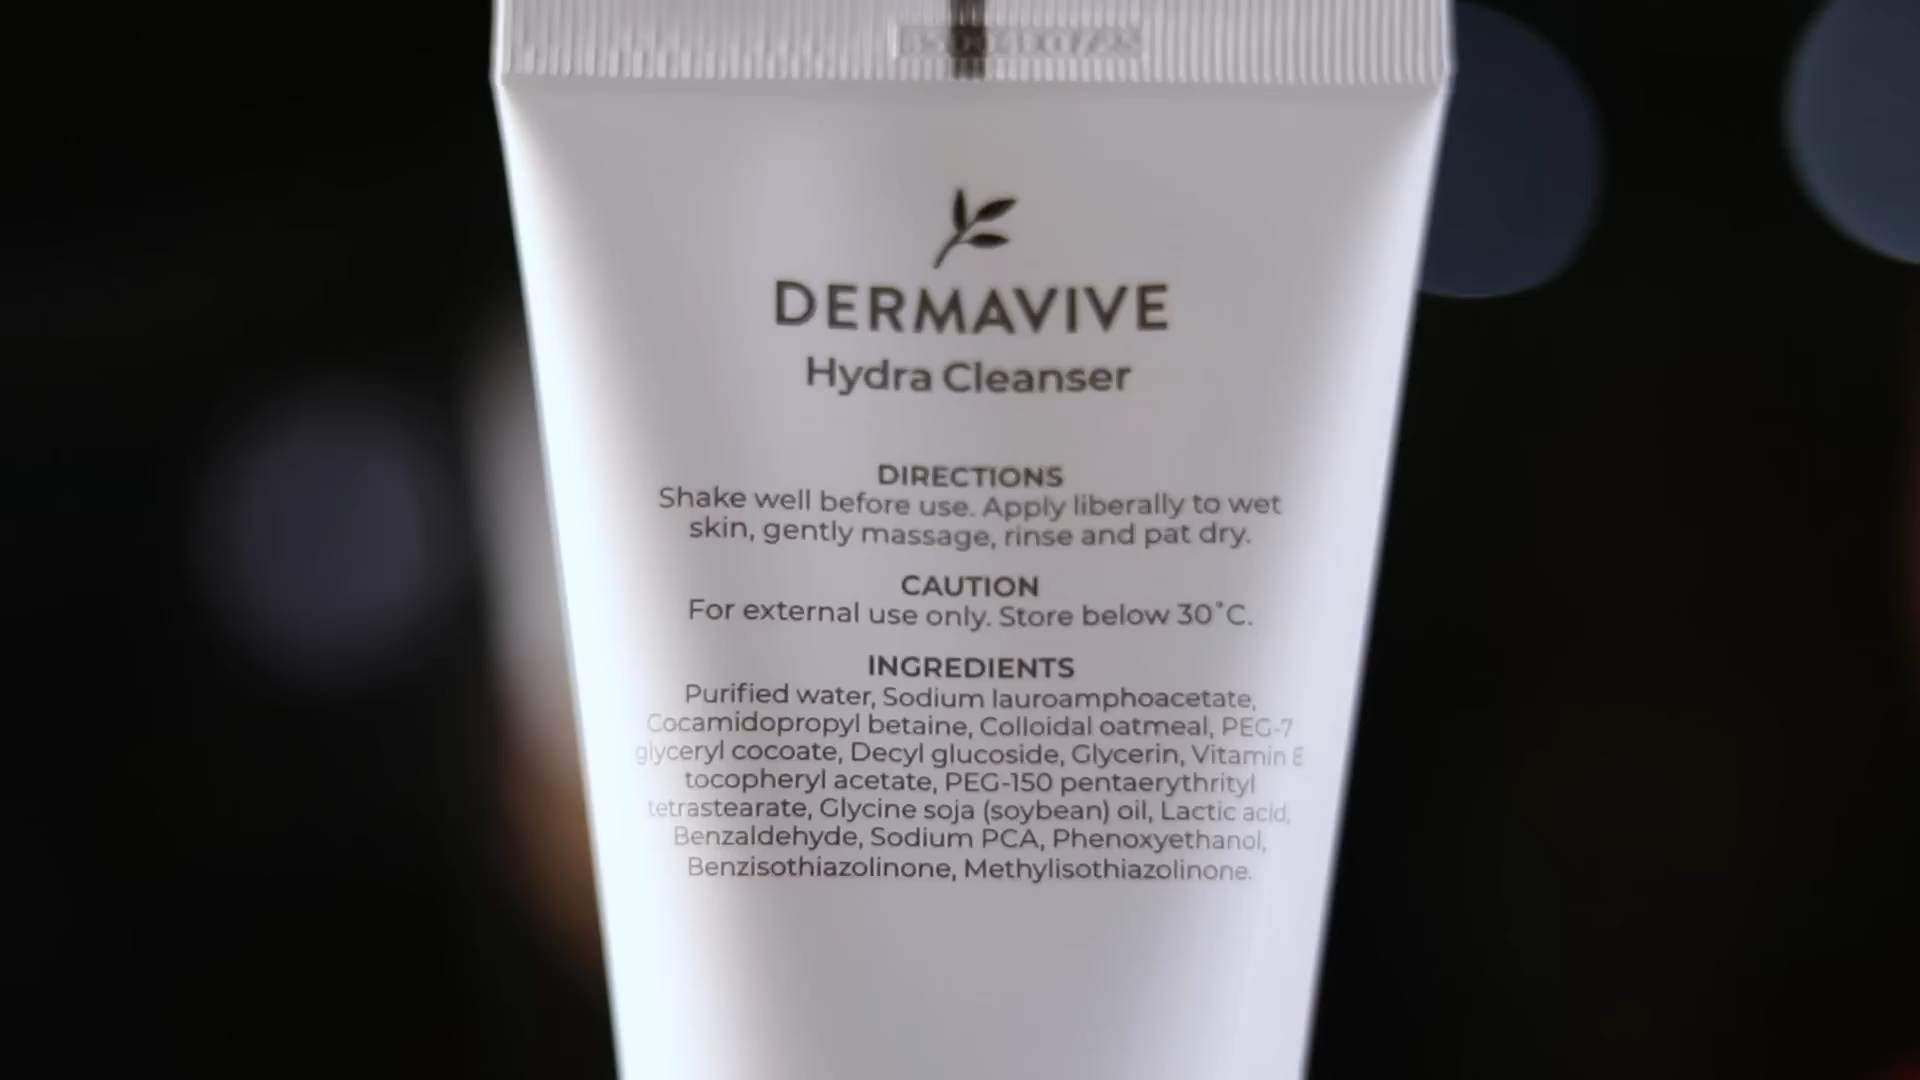 DERMAVIVE
Hydra Cleanser
DIRECTIONS
Shake well before use. Apply liberally to wet
skin, gently massage, rinse and pat dry.
CAUTION
For external use only. Store below 30°C.
INGREDIENTS
Purified water, Sodium lauroamphoacetate,
Cocamidopropyl betaine, Colloidal oatmeal, PEG-7
glyceryl cocoate, Decyl glucoside, Glycerin, Vitamin E
tocopheryl acetate, PEG-150 pentaerythrityl
tetrastearate, Glycine soja (soybean) oil, Lactic acid,
Benzaldehyde, Sodium PCA, Phenoxyethanol,
Benzisothiazolinone, Methylisothiazolinone.